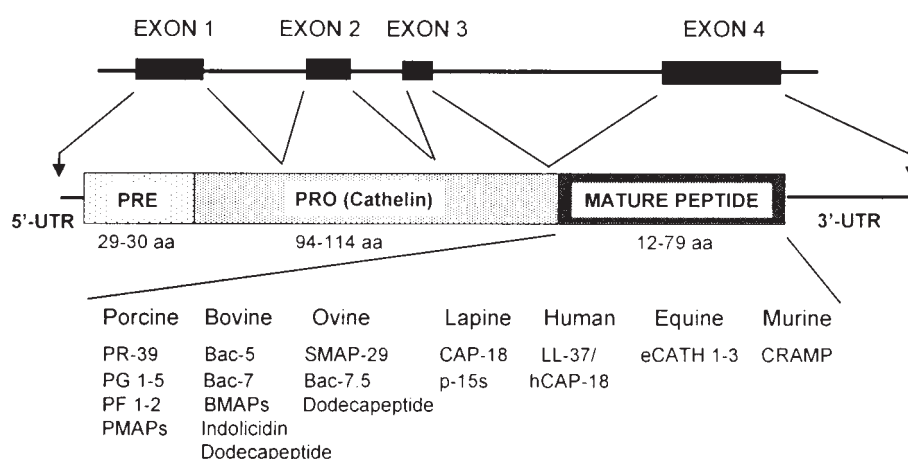 EXON 1 EXON 2 EXON 3 EXON 4
PRE PRO (Cathelin) MATURE PEPTIDE
5'-UTR 3'-UTR
29-30 aa 94-114 aa 12-79 aa
Porcine Bovine Ovine Lapine Human Equine Murine
PR-39 Bac-5 SMAP-29 CAP-18 LL-37/ eCATH 1-3 CRAMP
PG 1-5 Bac-7 Bac-7.5 p-15s hCAP-18
PF 1-2 BMAPs Dodecapeptide
PMAPs Indolicidin
Dodecapeptide